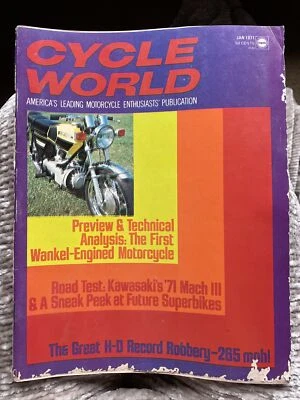 CYCLE
JAN 1971
WORLD
AMERICA'S LEADING MOTORCYCLE ENTHUSIASTS' PUBLICATION
Preview & Technical
Analysis: The First
Wankel-Engined Motorcycle
Road Test: Kawasaki's '71 Mach III
& A Sneak Peek at Future Superbikes
The Great H-D Record Robbery-265 mph!